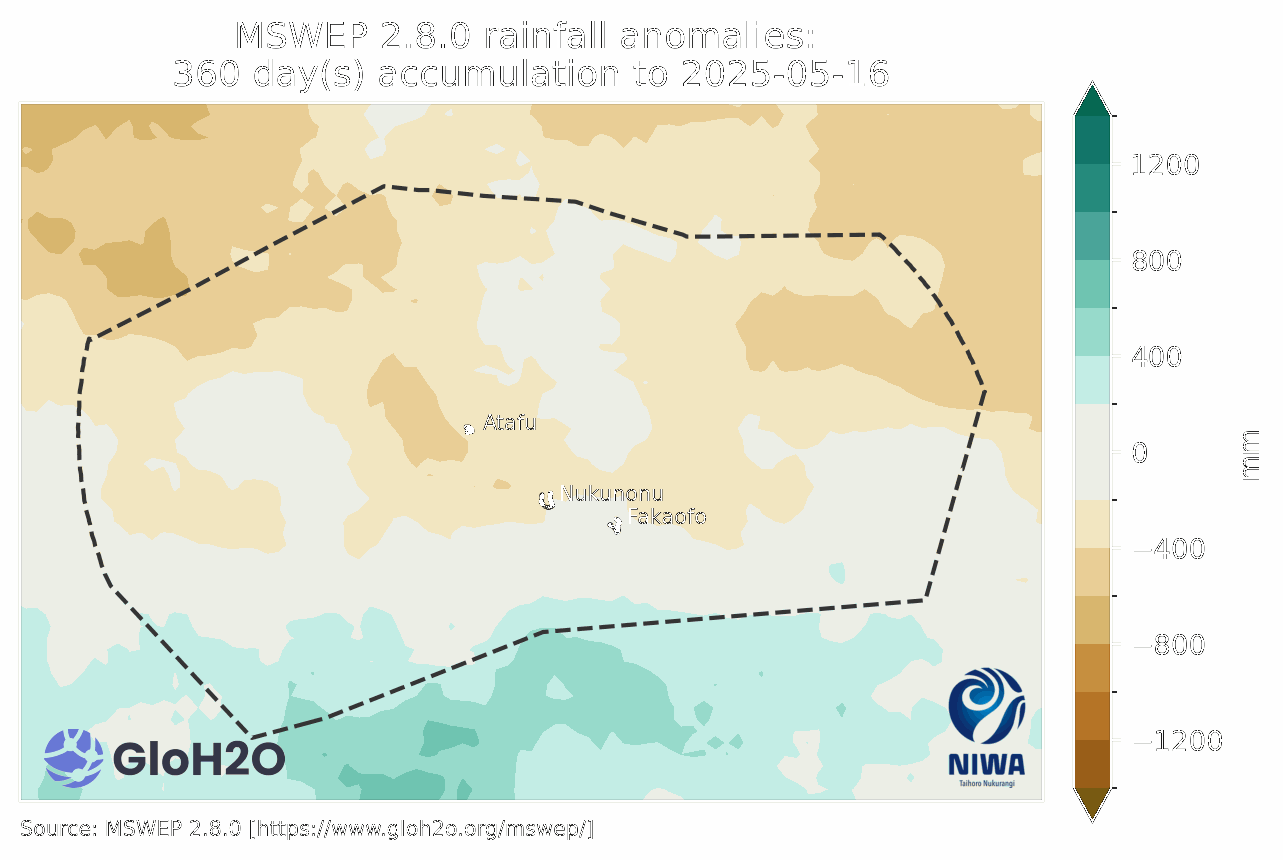 MSWEP 2.8.0 rainfall anomalies:
360 day(s) accumulation to 2025-05-16
1200
800
400
0
−400
−800
−1200
mm
Atafu
Nukunonu
Fakaofo
GloH2O
NIWA
Taihoro Nukurangi
Source: MSWEP 2.8.0 [https://www.gloh2o.org/mswep/]